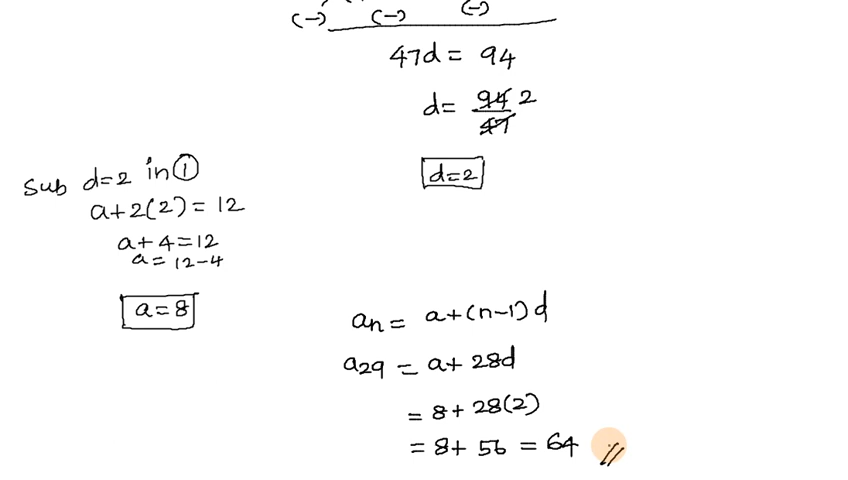 (-) (-) (-)
47d = 94
d = 94/47 2
d=2
Sub d=2 in ①
a+2(2) = 12
a+4=12
a= 12-4
a=8
an = a+(n-1)d
a29 = a+28d
= 8+28(2)
= 8+ 56 = 64 //